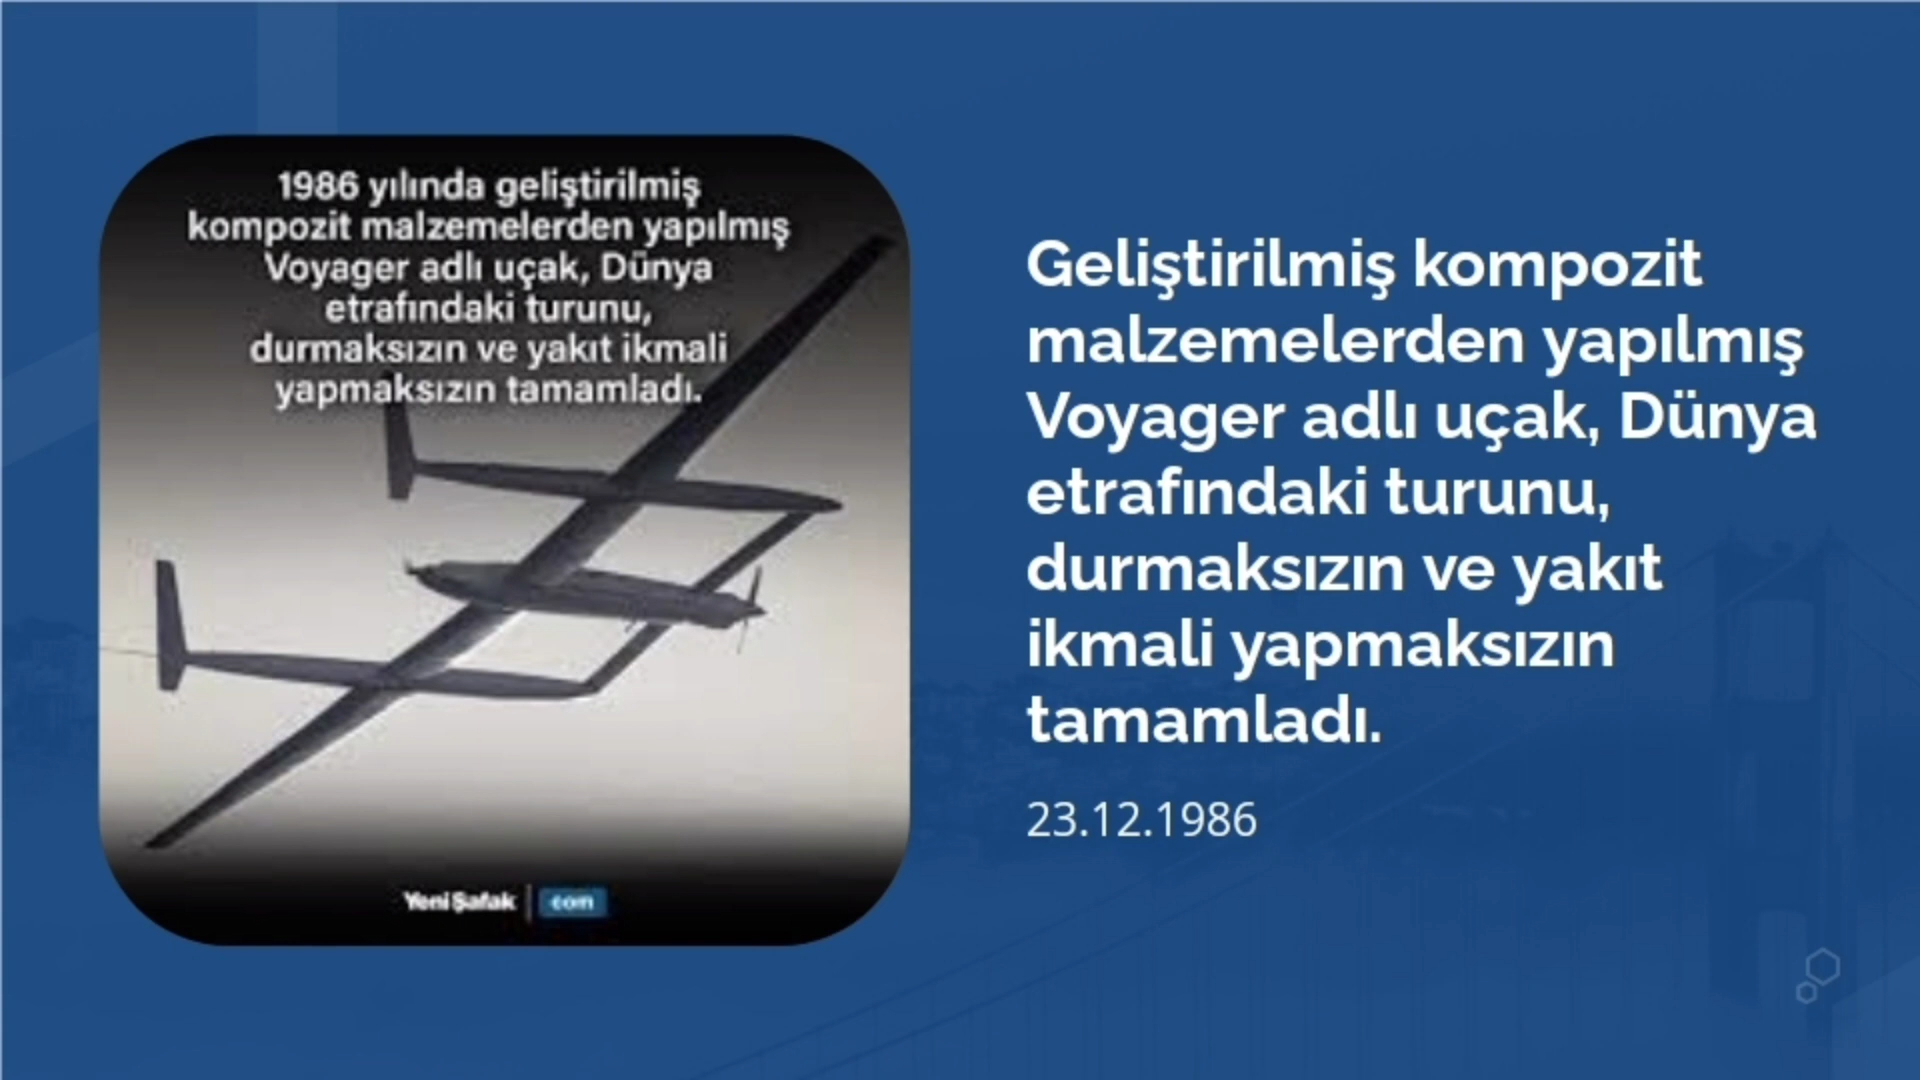 1986 yılında geliştirilmiş
kompozit malzemelerden yapılmış
Voyager adlı uçak, Dünya
etrafındaki turunu,
durmaksızın ve yakıt ikmali
yapmaksızın tamamladı.
YeniŞafak | com
Geliştirilmiş kompozit
malzemelerden yapılmış
Voyager adlı uçak, Dünya
etrafındaki turunu,
durmaksızın ve yakıt
ikmali yapmaksızın
tamamladı.
23.12.1986